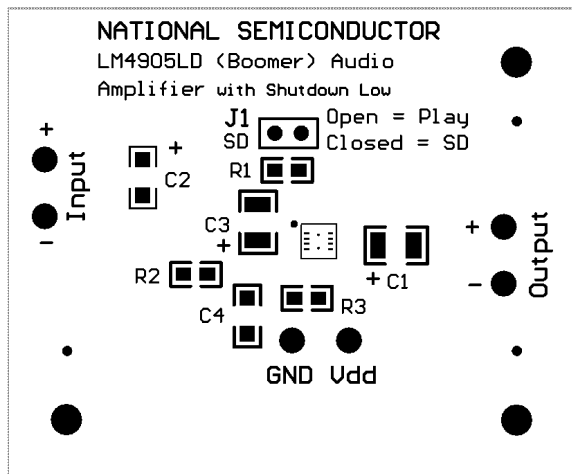 NATIONAL SEMICONDUCTOR
LM4905LD (Boomer) Audio
Amplifier with Shutdown Low
J1
SD
Open = Play
Closed = SD
+
Input
-
+
C2
R1
C3
+
+
C1
+
Output
-
R2
C4
R3
GND Vdd